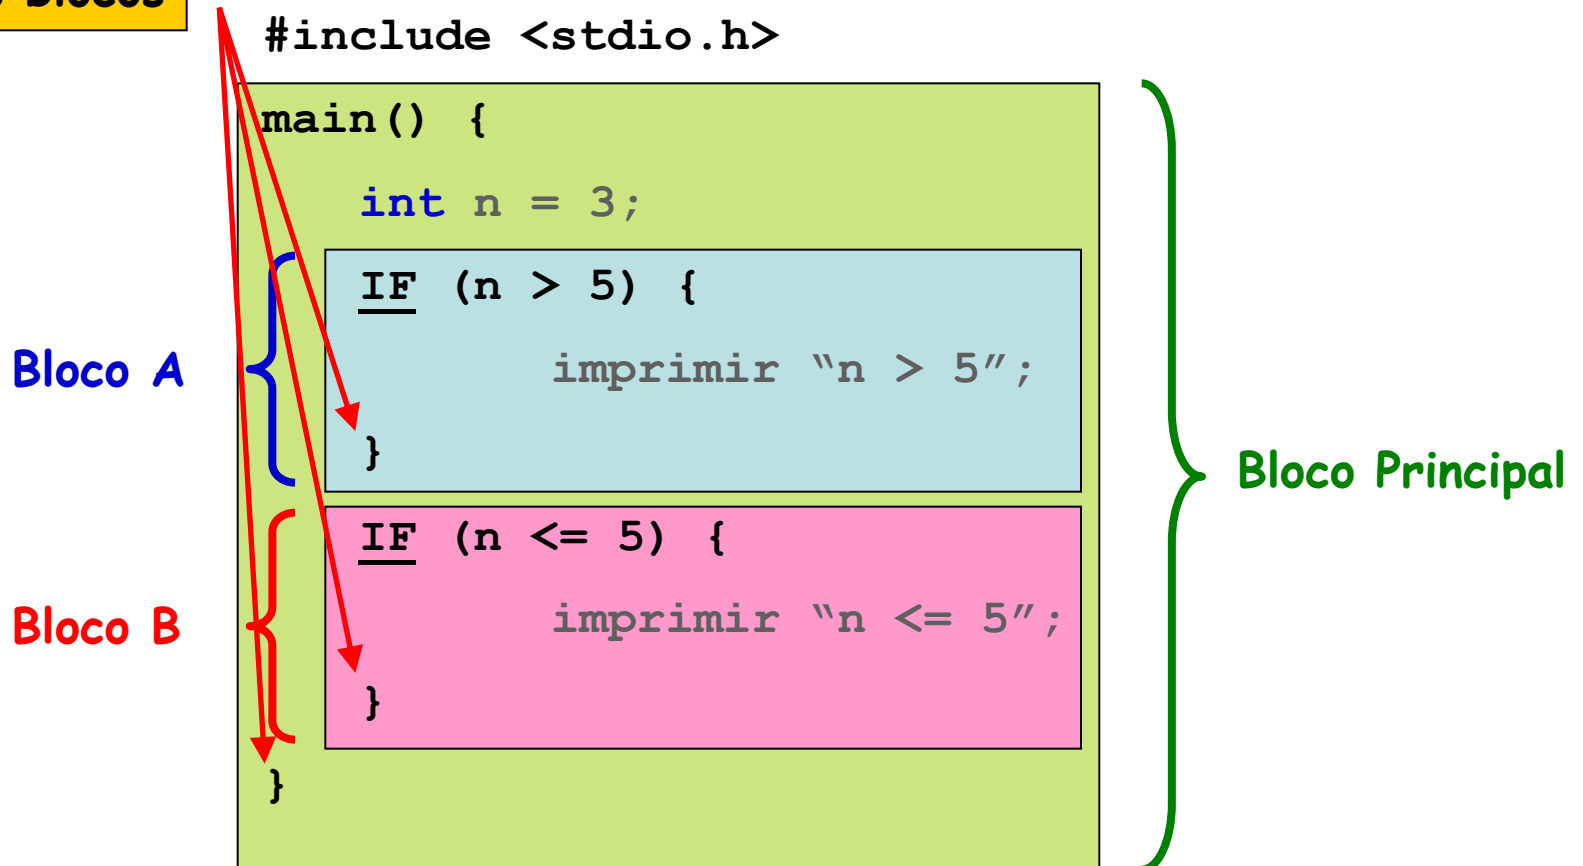 Blocos
#include <stdio.h>
main() {
int n = 3;
IF (n > 5) {
imprimir “n > 5”;
}
IF (n <= 5) {
imprimir “n <= 5”;
}
}
Bloco A
Bloco B
Bloco Principal